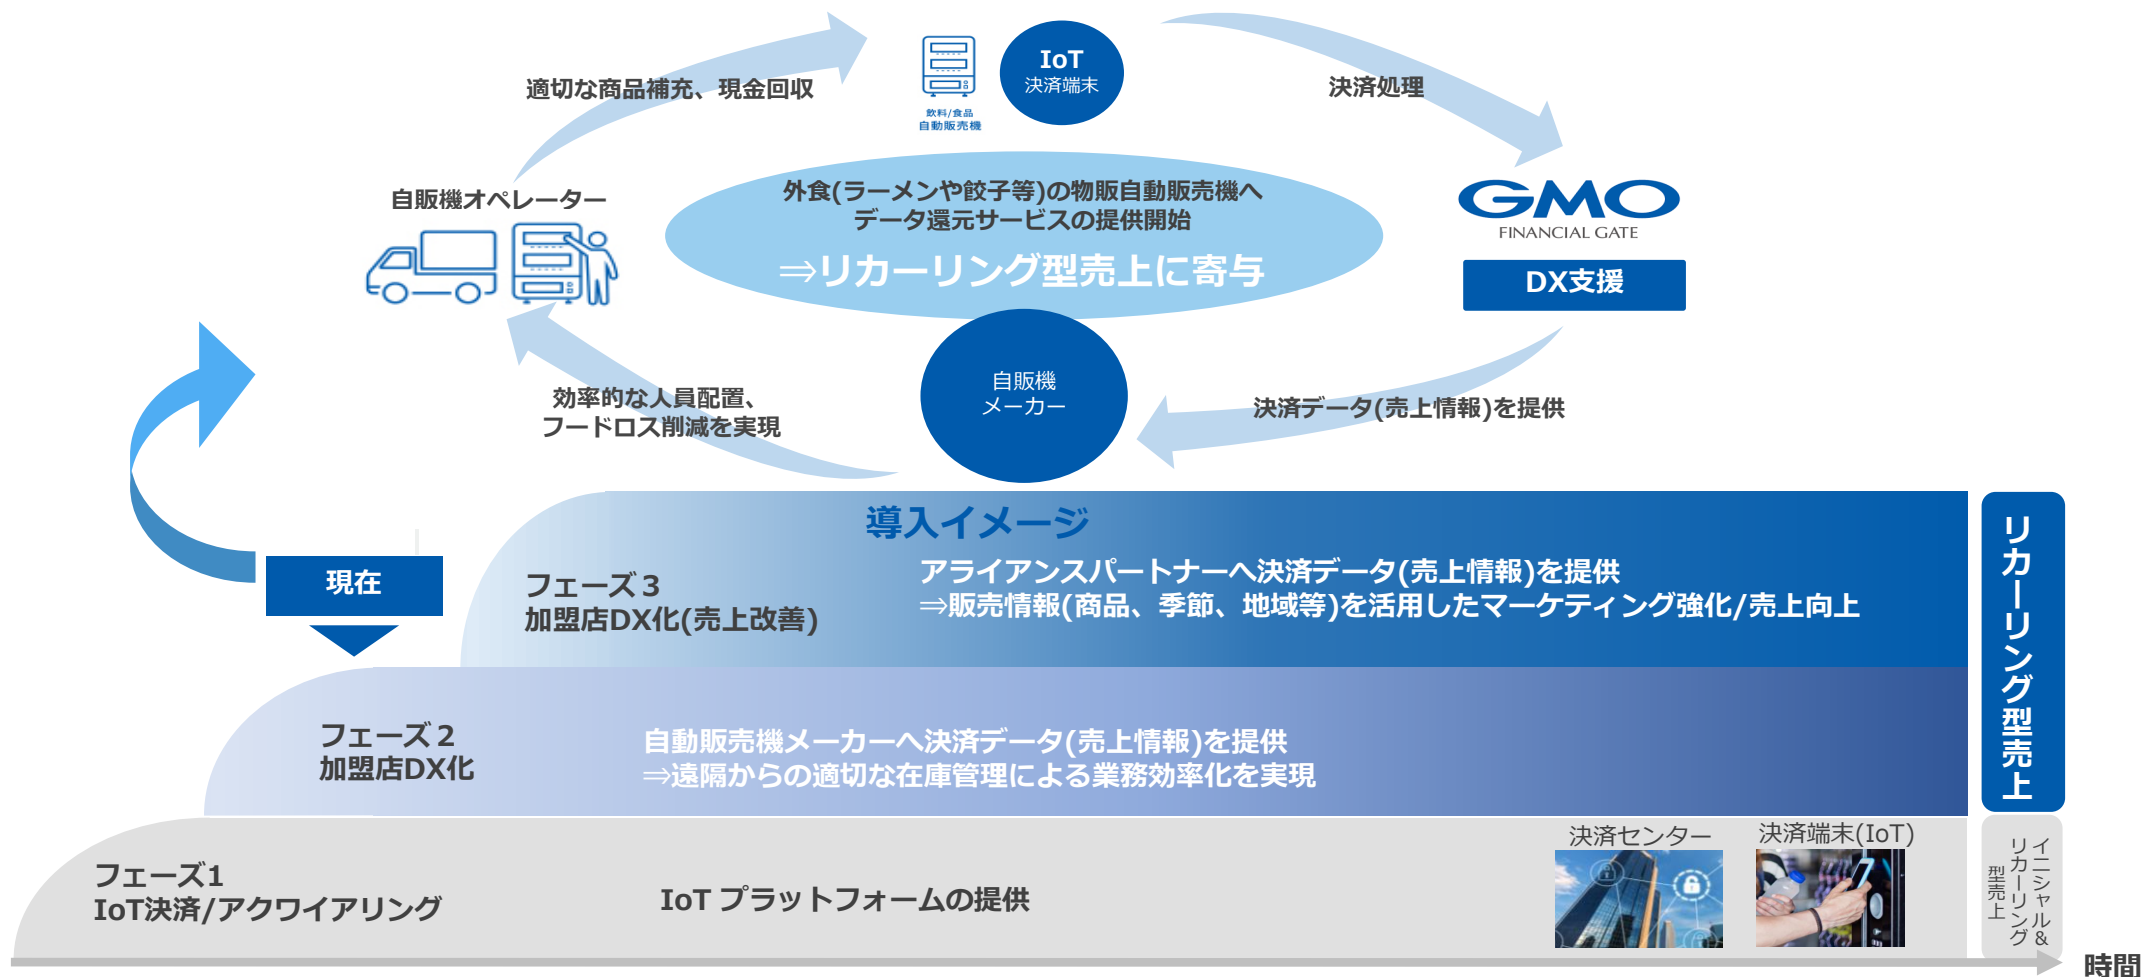 適切な商品補充、現金回収
飲料/食品
自動販売機
IoT
決済端末
決済処理
自販機オペレーター
外食(ラーメンや餃子等)の物販自動販売機へ
データ還元サービスの提供開始
⇒リカーリング型売上に寄与
GMO
FINANCIAL GATE
DX支援
効率的な人員配置、
フードロス削減を実現
自販機
メーカー
決済データ(売上情報)を提供
導入イメージ
現在
フェーズ３
加盟店DX化(売上改善)
アライアンスパートナーへ決済データ(売上情報)を提供
⇒販売情報(商品、季節、地域等)を活用したマーケティング強化/売上向上
リカーリング型売上
フェーズ２
加盟店DX化
自動販売機メーカーへ決済データ(売上情報)を提供
⇒遠隔からの適切な在庫管理による業務効率化を実現
フェーズ1
IoT決済/アクワイアリング
IoT プラットフォームの提供
決済センター
決済端末(IoT)
イニシャル&
リカーリング
型売上
時間